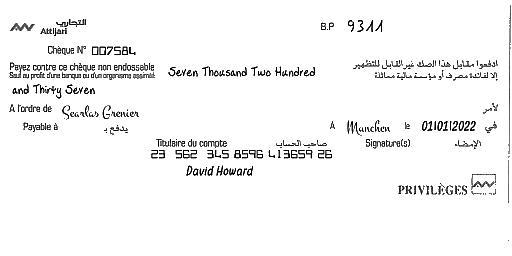 التجاري
Attijari
B.P 9311
Chèque N° 007584
Payez contre ce chèque non endossable
Seul au profit d'une banque ou d'un organisme assimilé
Seven Thousand Two Hundred
ادفعوا مقابل هذا الصك غير القابل للتظهير
إلا لفائدة مصرف أو مؤسسة مالية مماثلة
and Thirty Seven
A l'ordre de Searlas Grenier لأمر
Payable à يدفع بـ
A Munchen le 01/01/2022 في
Titulaire du compte صاحب الحساب Signature(s) الإمضاء
23 562 345 8596 413659 26
David Howard
PRIVILÈGES